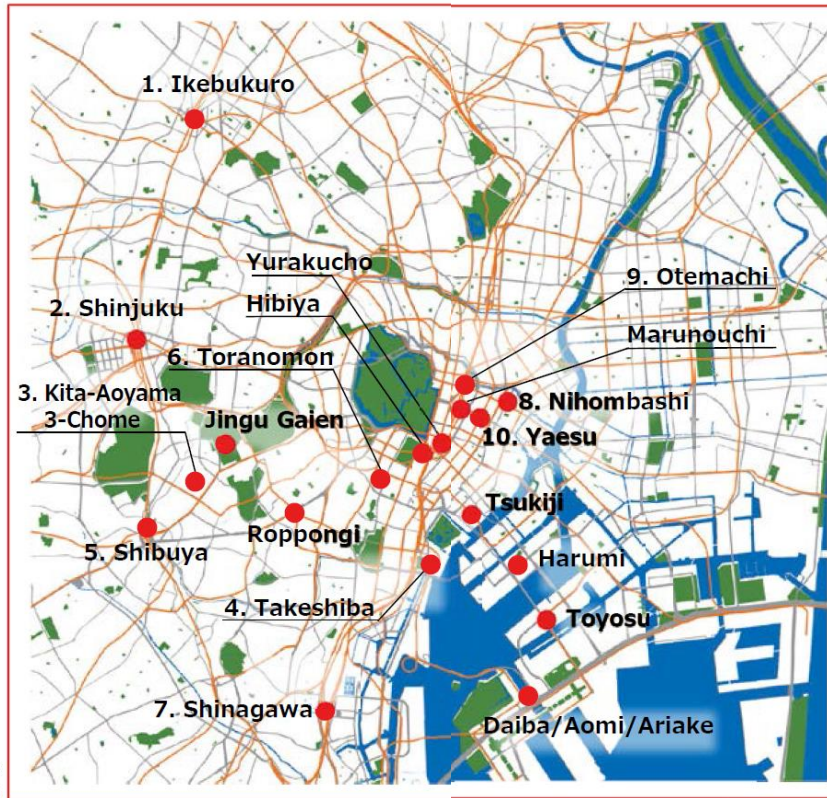 1. Ikebukuro
Yurakucho
9. Otemachi
Hibiya
2. Shinjuku
Marunouchi
6. Toranomon
3. Kita-Aoyama
3-Chome
8. Nihombashi
Jingu Gaien
10. Yaesu
Tsukiji
Roppongi
5. Shibuya
Harumi
4. Takeshiba
Toyosu
7. Shinagawa
Daiba/Aomi/Ariake